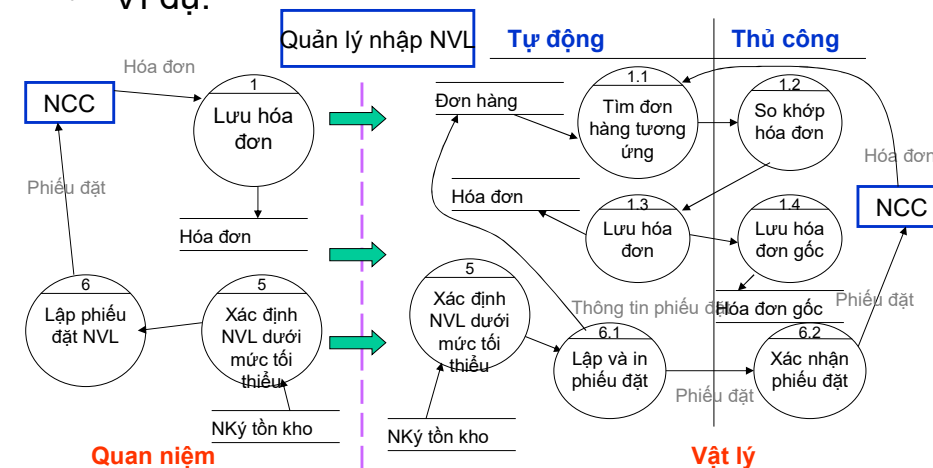 Ví dụ:
Quản lý nhập NVL
Tự động
Thủ công
Hóa đơn
NCC
1
Lưu hóa
đơn
Phiếu đặt
Hóa đơn
6
Lập phiếu
đặt NVL
5
Xác định
NVL dưới
mức tối
thiểu
NKý tồn kho
Quan niệm
Đơn hàng
1.1
Tìm đơn
hàng tương
ứng
1.2
So khớp
hóa đơn
Hóa đơn
NCC
Hóa đơn
1.3
Lưu hóa
đơn
1.4
Lưu hóa
đơn gốc
Hóa đơn gốc
Phiếu đặt
5
Xác định
NVL dưới
mức tối
thiểu
Thông tin phiếu đặt
6.1
Lập và in
phiếu đặt
Phiếu đặt
6.2
Xác nhận
phiếu đặt
NKý tồn kho
Vật lý